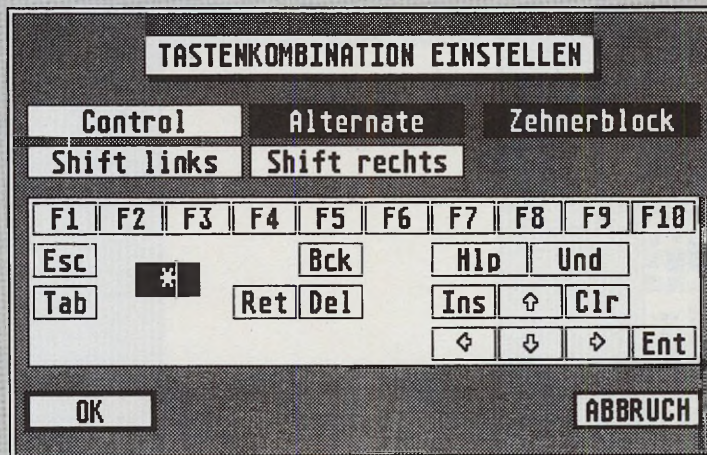 TASTENKOMBINATION EINSTELLEN
Control Alternate Zehnerblock
Shift links Shift rechts
F1 F2 F3 F4 F5 F6 F7 F8 F9 F10
Esc * Bck Hlp Und
Tab Ret Del Ins ⇧ Clr
⇦ ⇩ ⇨ Ent
OK ABBRUCH